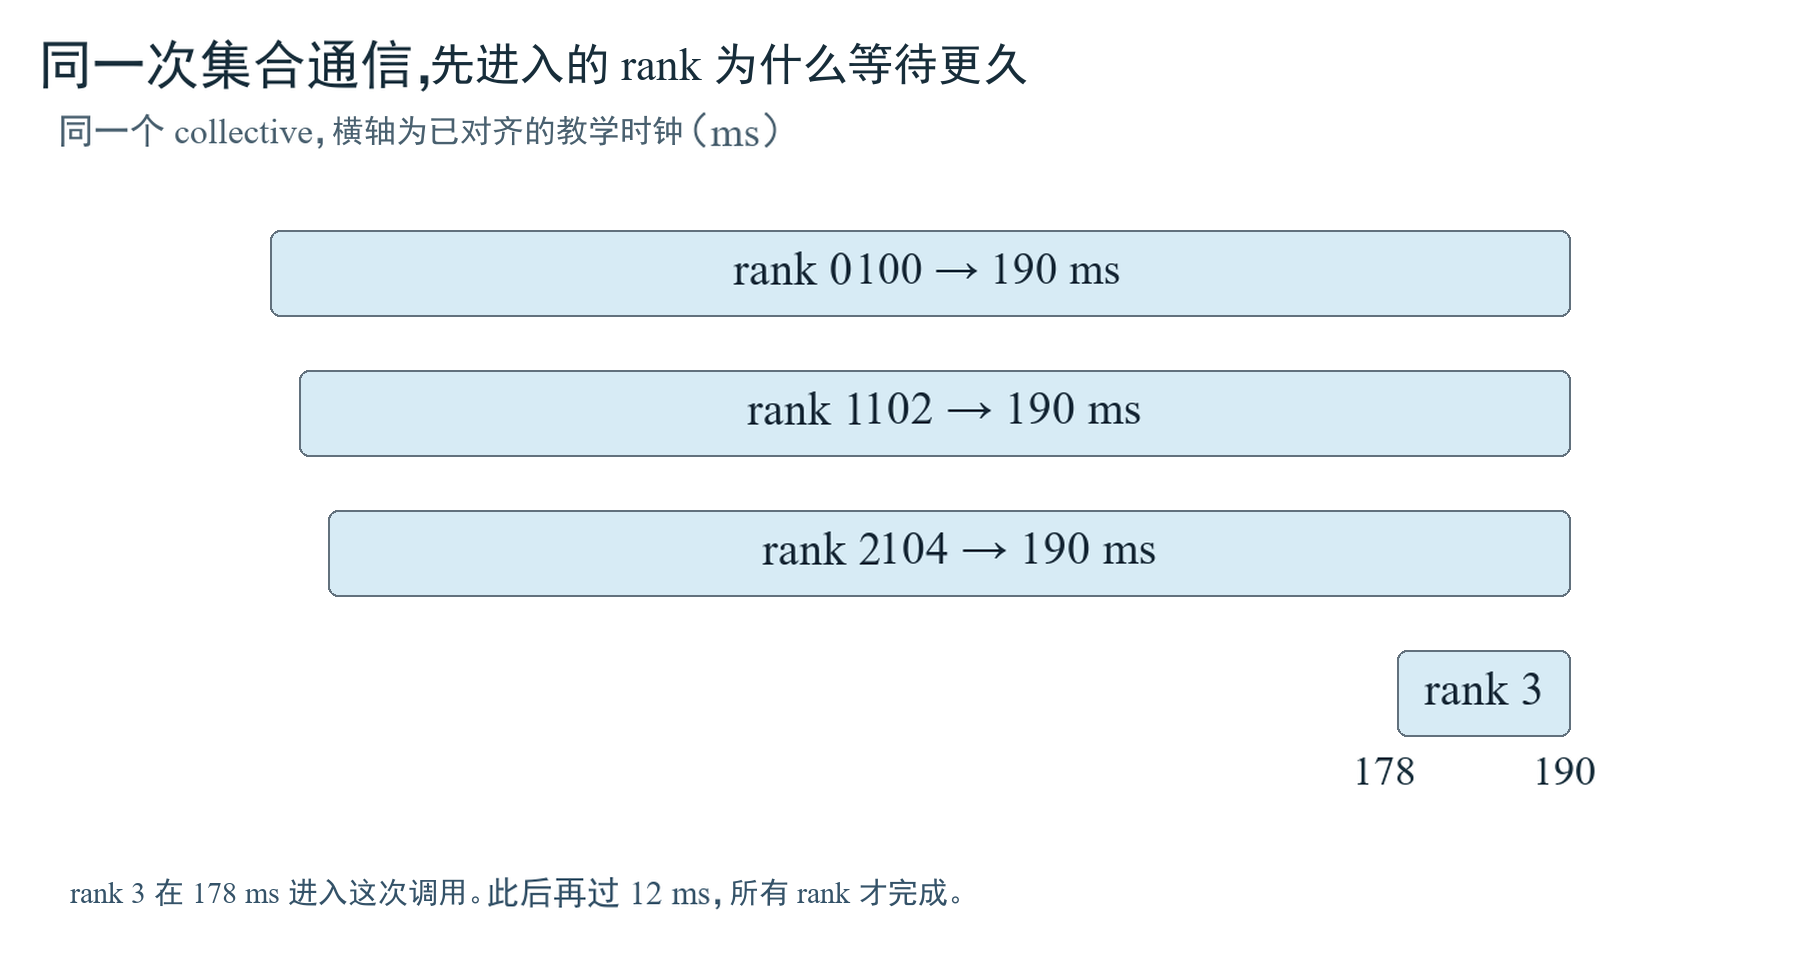 同一次集合通信,先进入的 rank 为什么等待更久
同一个 collective, 横轴为已对齐的教学时钟(ms)
rank 0100 → 190 ms
rank 1102 → 190 ms
rank 2104 → 190 ms
rank 3
178 190
rank 3 在 178 ms 进入这次调用。此后再过 12 ms, 所有 rank 才完成。